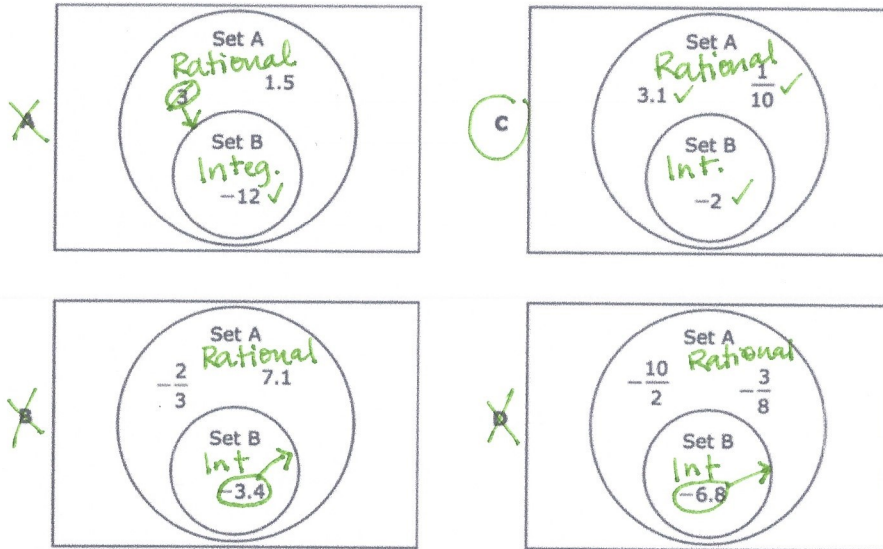 A
Set A
Rational
3
1.5
Set B
Integ.
−12 ✓
C
Set A
Rational
3.1 ✓
1/10 ✓
Set B
Int.
−2 ✓
B
Set A
Rational
−2/3
7.1
Set B
Int
−3.4
D
Set A
Rational
−10/2
−3/8
Set B
Int
−6.8